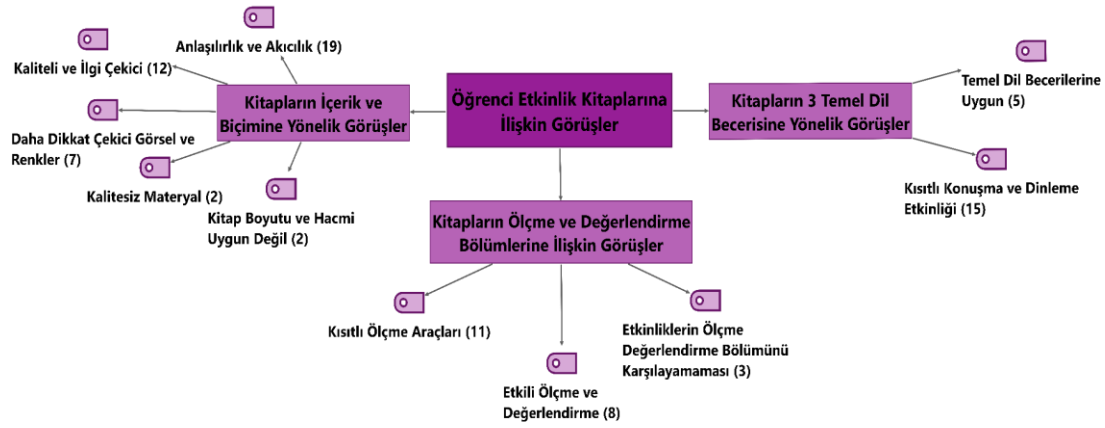 Öğrenci Etkinlik Kitaplarına
İlişkin Görüşler
Kitapların İçerik ve
Biçimine Yönelik Görüşler
Anlaşılırlık ve Akıcılık (19)
Kaliteli ve İlgi Çekici (12)
Daha Dikkat Çekici Görsel ve
Renkler (7)
Kalitesiz Materyal (2)
Kitap Boyutu ve Hacmi
Uygun Değil (2)
Kitapların 3 Temel Dil
Becerisine Yönelik Görüşler
Temel Dil Becerilerine
Uygun (5)
Kısıtlı Konuşma ve Dinleme
Etkinliği (15)
Kitapların Ölçme ve Değerlendirme
Bölümlerine İlişkin Görüşler
Kısıtlı Ölçme Araçları (11)
Etkili Ölçme ve
Değerlendirme (8)
Etkinliklerin Ölçme
Değerlendirme Bölümünü
Karşılayamaması (3)